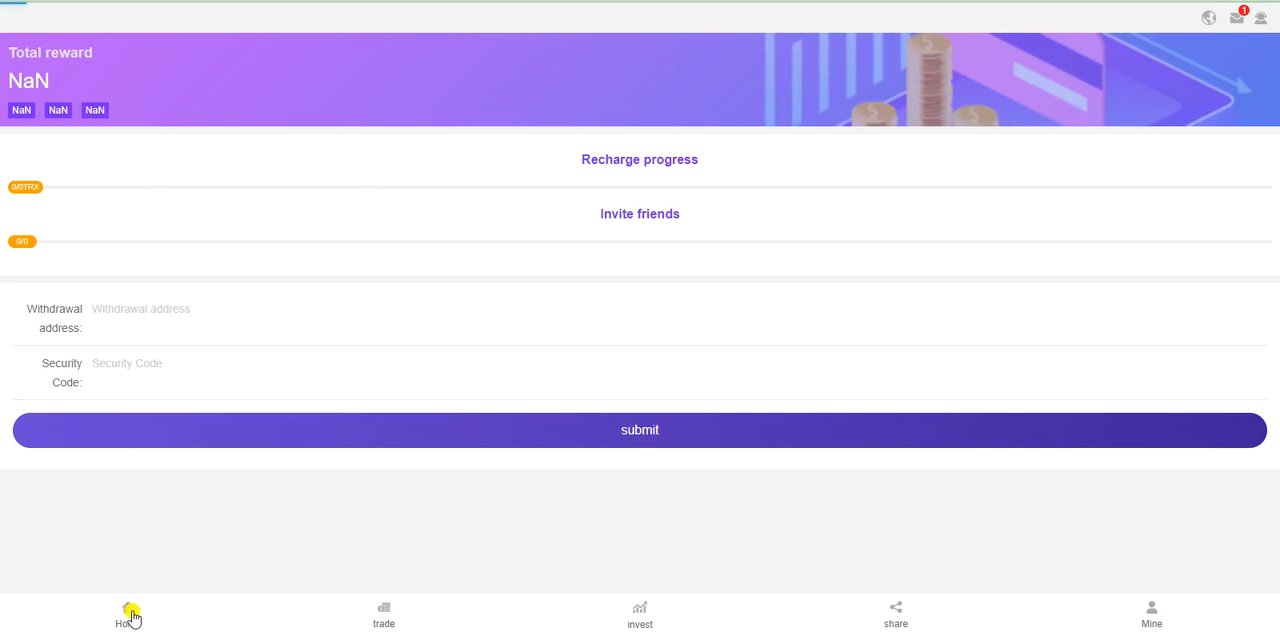 1
Total reward
NaN
NaN NaN NaN
Recharge progress
0/0TRX
Invite friends
0/0
Withdrawal address: Withdrawal address
Security Code: Security Code
submit
trade
invest
share
Mine